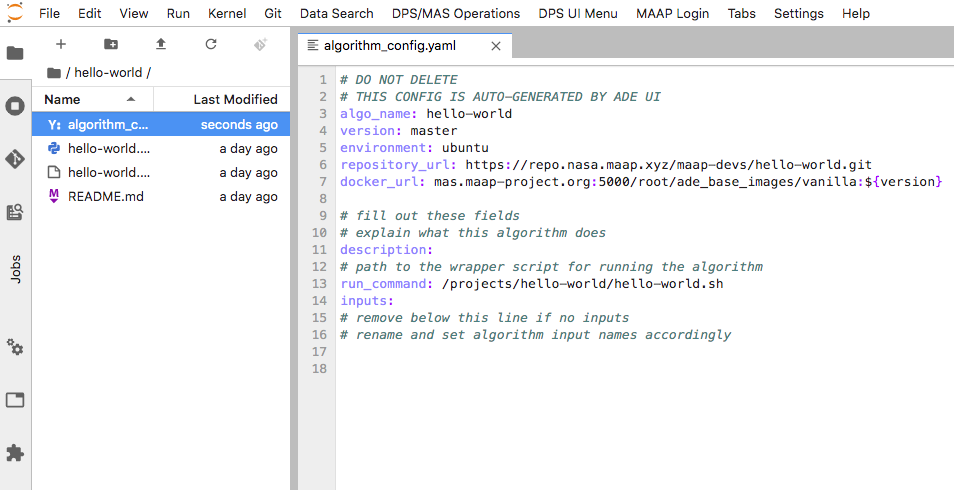 File Edit View Run Kernel Git Data Search DPS/MAS Operations DPS UI Menu MAAP Login Tabs Settings Help
/ hello-world /
Name Last Modified
Y: algorithm_c... seconds ago
hello-world.... a day ago
hello-world.... a day ago
M README.md a day ago
Jobs
algorithm_config.yaml
1 # DO NOT DELETE
2 # THIS CONFIG IS AUTO-GENERATED BY ADE UI
3 algo_name: hello-world
4 version: master
5 environment: ubuntu
6 repository_url: https://repo.nasa.maap.xyz/maap-devs/hello-world.git
7 docker_url: mas.maap-project.org:5000/root/ade_base_images/vanilla:${version}
8
9 # fill out these fields
10 # explain what this algorithm does
11 description:
12 # path to the wrapper script for running the algorithm
13 run_command: /projects/hello-world/hello-world.sh
14 inputs:
15 # remove below this line if no inputs
16 # rename and set algorithm input names accordingly
17
18